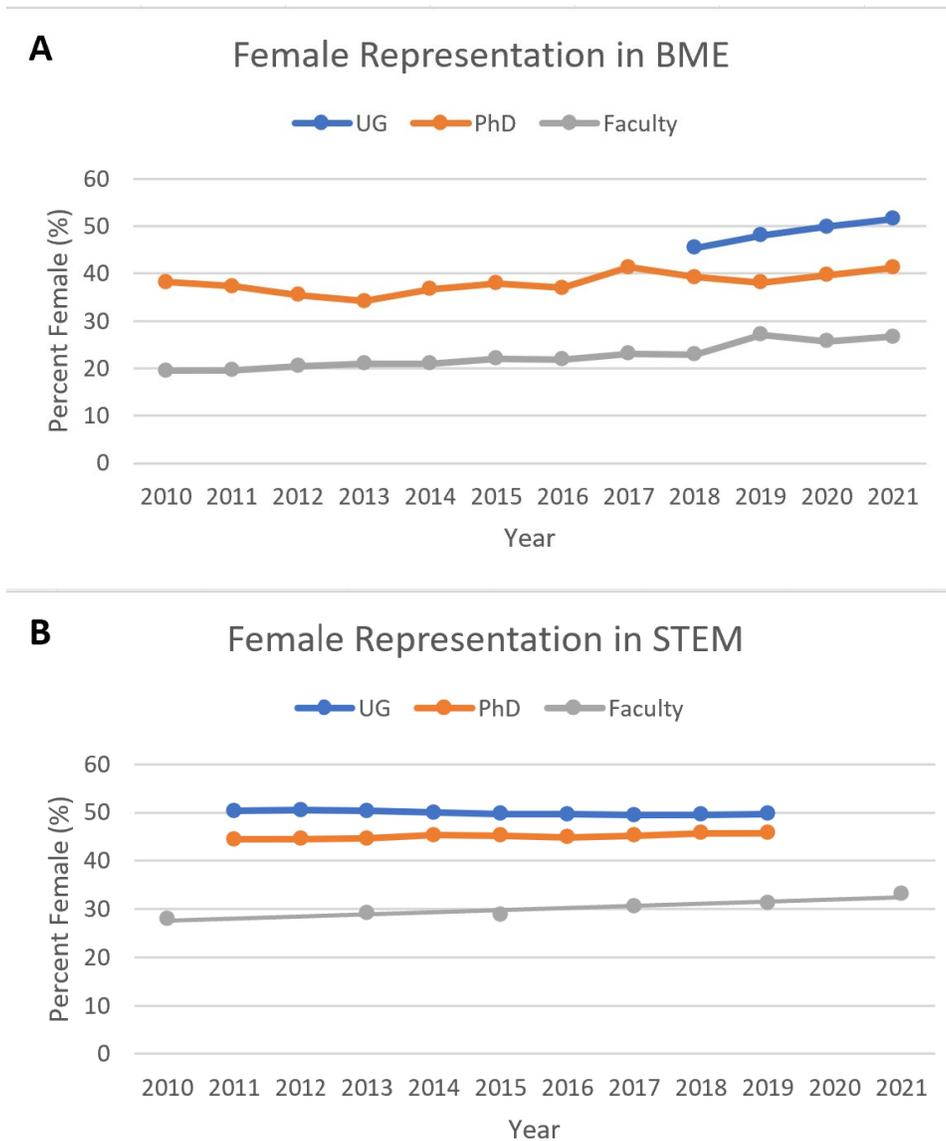 A
Female Representation in BME
UG PhD Faculty
Percent Female (%)
60
50
40
30
20
10
0
2010 2011 2012 2013 2014 2015 2016 2017 2018 2019 2020 2021
Year
B
Female Representation in STEM
UG PhD Faculty
Percent Female (%)
60
50
40
30
20
10
0
2010 2011 2012 2013 2014 2015 2016 2017 2018 2019 2020 2021
Year